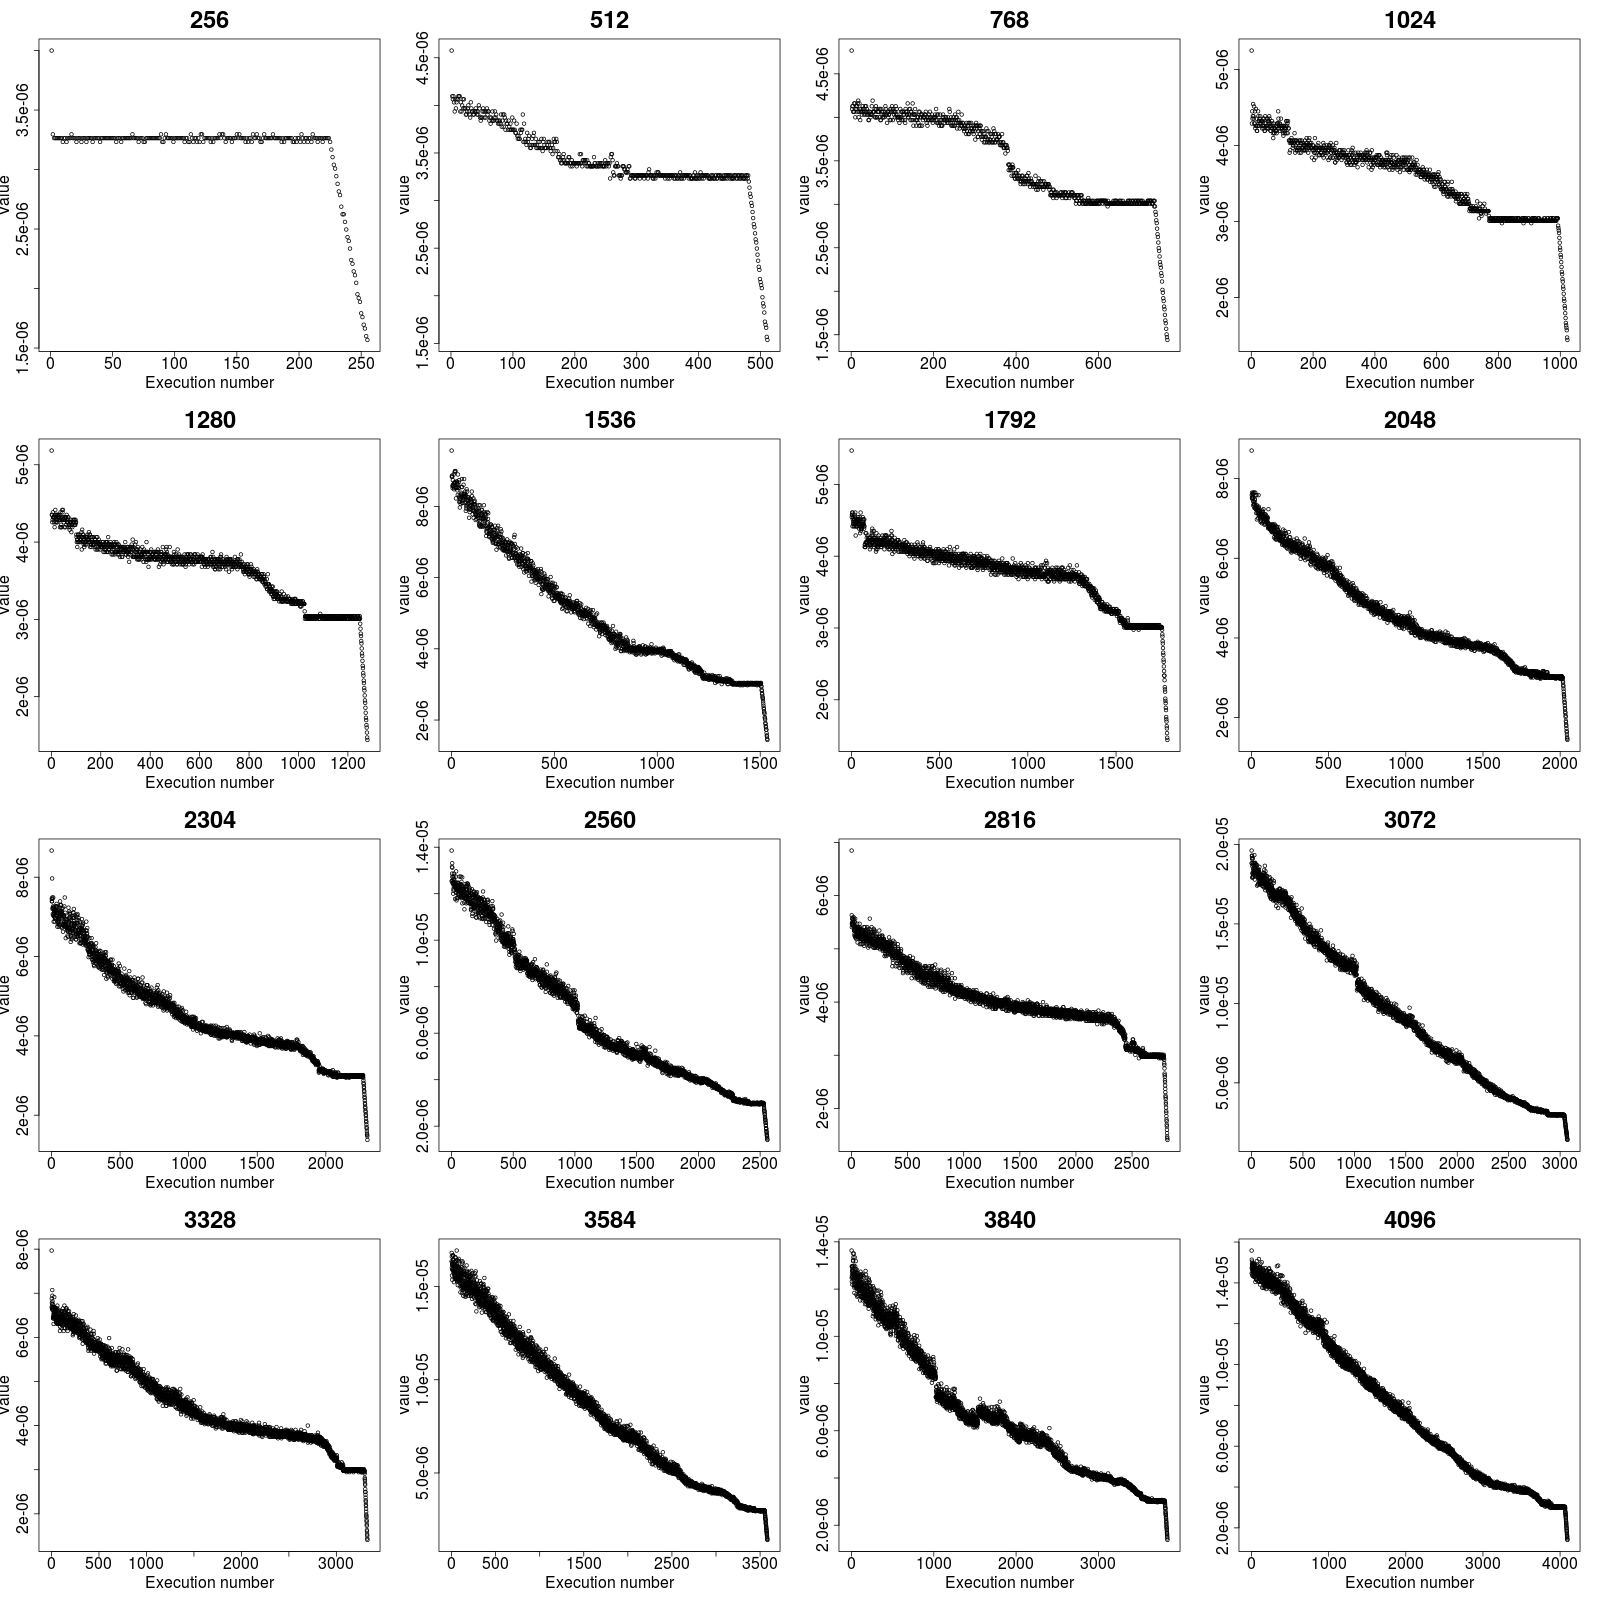 256 512 768 1024
3.5e-06 2.5e-06 1.5e-06 value
4.5e-06 3.5e-06 2.5e-06 1.5e-06 value
4.5e-06 3.5e-06 2.5e-06 1.5e-06 value
5e-06 4e-06 3e-06 2e-06 value
0 50 100 150 200 250
0 100 200 300 400 500
0 200 400 600
0 200 400 600 800 1000
Execution number Execution number Execution number Execution number
1280 1536 1792 2048
5e-06 4e-06 3e-06 2e-06 value
8e-06 6e-06 4e-06 2e-06 value
5e-06 4e-06 3e-06 2e-06 value
8e-06 6e-06 4e-06 2e-06 value
0 200 400 600 800 1000 1200
0 500 1000 1500
0 500 1000 1500
0 500 1000 1500 2000
Execution number Execution number Execution number Execution number
2304 2560 2816 3072
8e-06 6e-06 4e-06 2e-06 value
1.4e-05 1.0e-05 6.0e-06 2.0e-06 value
6e-06 4e-06 2e-06 value
2.0e-05 1.5e-05 1.0e-05 5.0e-06 value
0 500 1000 1500 2000
0 500 1000 1500 2000 2500
0 500 1000 1500 2000 2500
0 500 1000 1500 2000 2500 3000
Execution number Execution number Execution number Execution number
3328 3584 3840 4096
8e-06 6e-06 4e-06 2e-06 value
1.5e-05 1.0e-05 5.0e-06 value
1.4e-05 1.0e-05 6.0e-06 2.0e-06 value
1.4e-05 1.0e-05 6.0e-06 2.0e-06 value
0 500 1000 2000 3000
0 500 1500 2500 3500
0 1000 2000 3000
0 1000 2000 3000 4000
Execution number Execution number Execution number Execution number